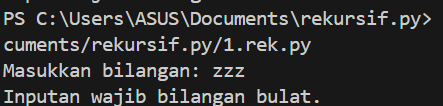 PS C:\Users\ASUS\Documents\rekursif.py>
cuments/rekursif.py/1.rek.py
Masukkan bilangan: zzz
Inputan wajib bilangan bulat.